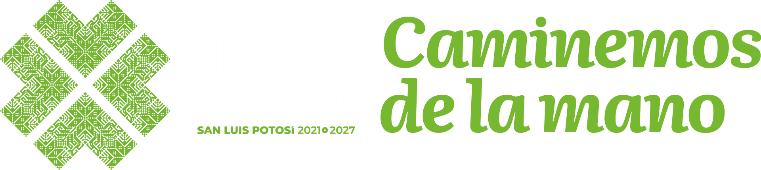 Caminemos
de la mano
SAN LUIS POTOSí 2021•2027